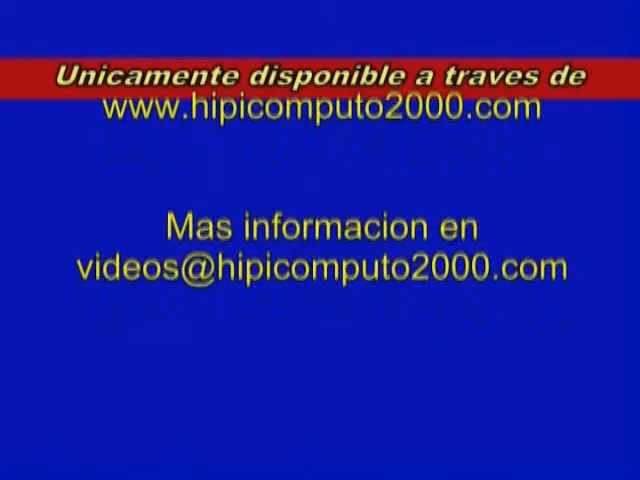 Unicamente disponible a traves de
www.hipicomputo2000.com
Mas informacion en
videos@hipicomputo2000.com